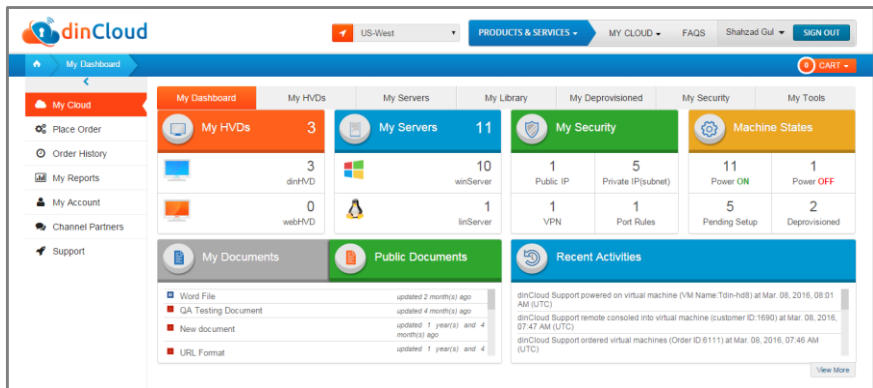 dinCloud
US-West
PRODUCTS & SERVICES
MY CLOUD
FAQS
Shahzad Gul
SIGN OUT
My Dashboard
0 CART
My Cloud
Place Order
Order History
My Reports
My Account
Channel Partners
Support
My Dashboard
My HVDs
My Servers
My Library
My Deprovisioned
My Security
My Tools
My HVDs 3
3
dinHVD
0
webHVD
My Servers 11
10
winServer
1
linServer
My Security
1
Public IP
5
Private IP(subnet)
1
VPN
1
Port Rules
Machine States
11
Power ON
1
Power OFF
5
Pending Setup
2
Deprovisioned
My Documents
Public Documents
Word File updated 2 month(s) ago
QA Testing Document updated 4 month(s) ago
New document updated 1 year(s) and 4
month(s) ago
URL Format updated 1 year(s) and 4
Recent Activities
dinCloud Support powered on virtual machine (VM Name:Tdin-hd8) at Mar. 08, 2016, 08:01
AM (UTC)
dinCloud Support remote consoled into virtual machine (customer ID:1690) at Mar. 08, 2016,
07:47 AM (UTC)
dinCloud Support ordered virtual machines (Order ID:6111) at Mar. 08, 2016, 07:46 AM
(UTC)
View More